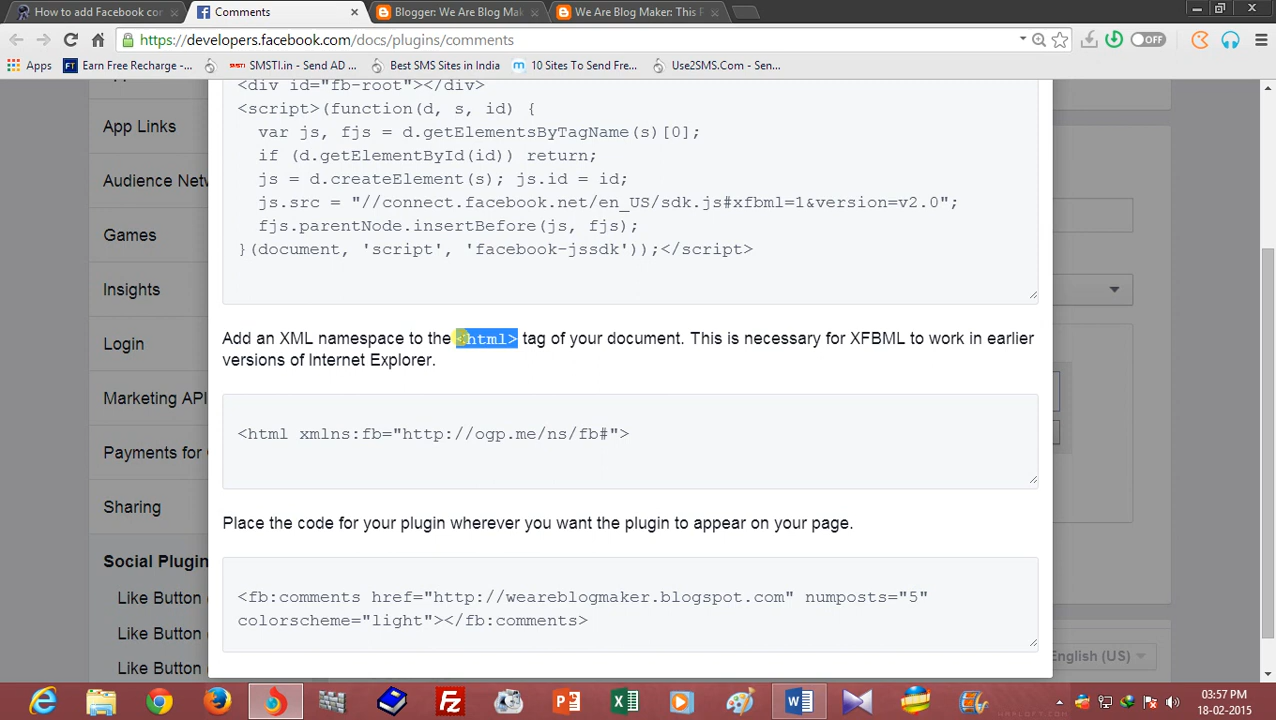 How to add Facebook cor
Comments
Blogger: We Are Blog Mak
We Are Blog Maker: This P
https://developers.facebook.com/docs/plugins/comments
OFF
Apps
Earn Free Recharge -...
SMSTI.in - Send AD ...
Best SMS Sites in India
10 Sites To Send Fre...
Use2SMS.Com - Sen...
App Links
Audience Netv
Games
Insights
Login
Marketing API
Payments for
Sharing
Social Plugin
Like Button
Like Button
Like Button
<div id="fb-root"></div>
<script>(function(d, s, id) {
var js, fjs = d.getElementsByTagName(s)[0];
if (d.getElementById(id)) return;
js = d.createElement(s); js.id = id;
js.src = "//connect.facebook.net/en_US/sdk.js#xfbml=1&version=v2.0";
fjs.parentNode.insertBefore(js, fjs);
}(document, 'script', 'facebook-jssdk'));</script>
Add an XML namespace to the <html> tag of your document. This is necessary for XFBML to work in earlier
versions of Internet Explorer.
<html xmlns:fb="http://ogp.me/ns/fb#">
Place the code for your plugin wherever you want the plugin to appear on your page.
<fb:comments href="http://weareblogmaker.blogspot.com" numposts="5"
colorscheme="light"></fb:comments>
English (US)
03:57 PM
18-02-2015